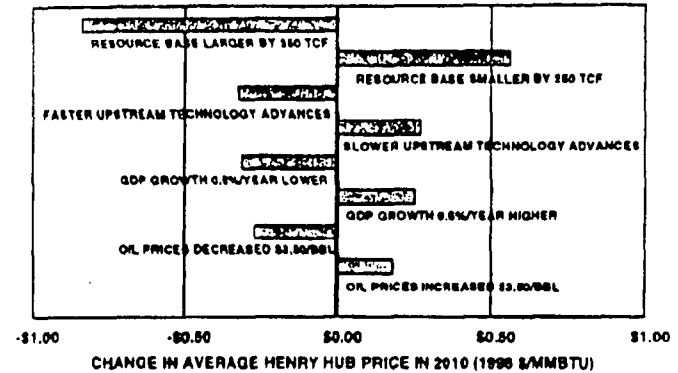 RESOURCE BASE LARGER BY 250 TCF
RESOURCE BASE SMALLER BY 250 TCF
FASTER UPSTREAM TECHNOLOGY ADVANCES
SLOWER UPSTREAM TECHNOLOGY ADVANCES
GDP GROWTH LOWER
GDP GROWTH HIGHER
OIL PRICES DECREASED
OIL PRICES INCREASED
-$1.00 -$0.50 $0.00 $0.50 $1.00
CHANGE IN AVERAGE HENRY HUB PRICE IN 2010 (1998 $/MMBTU)